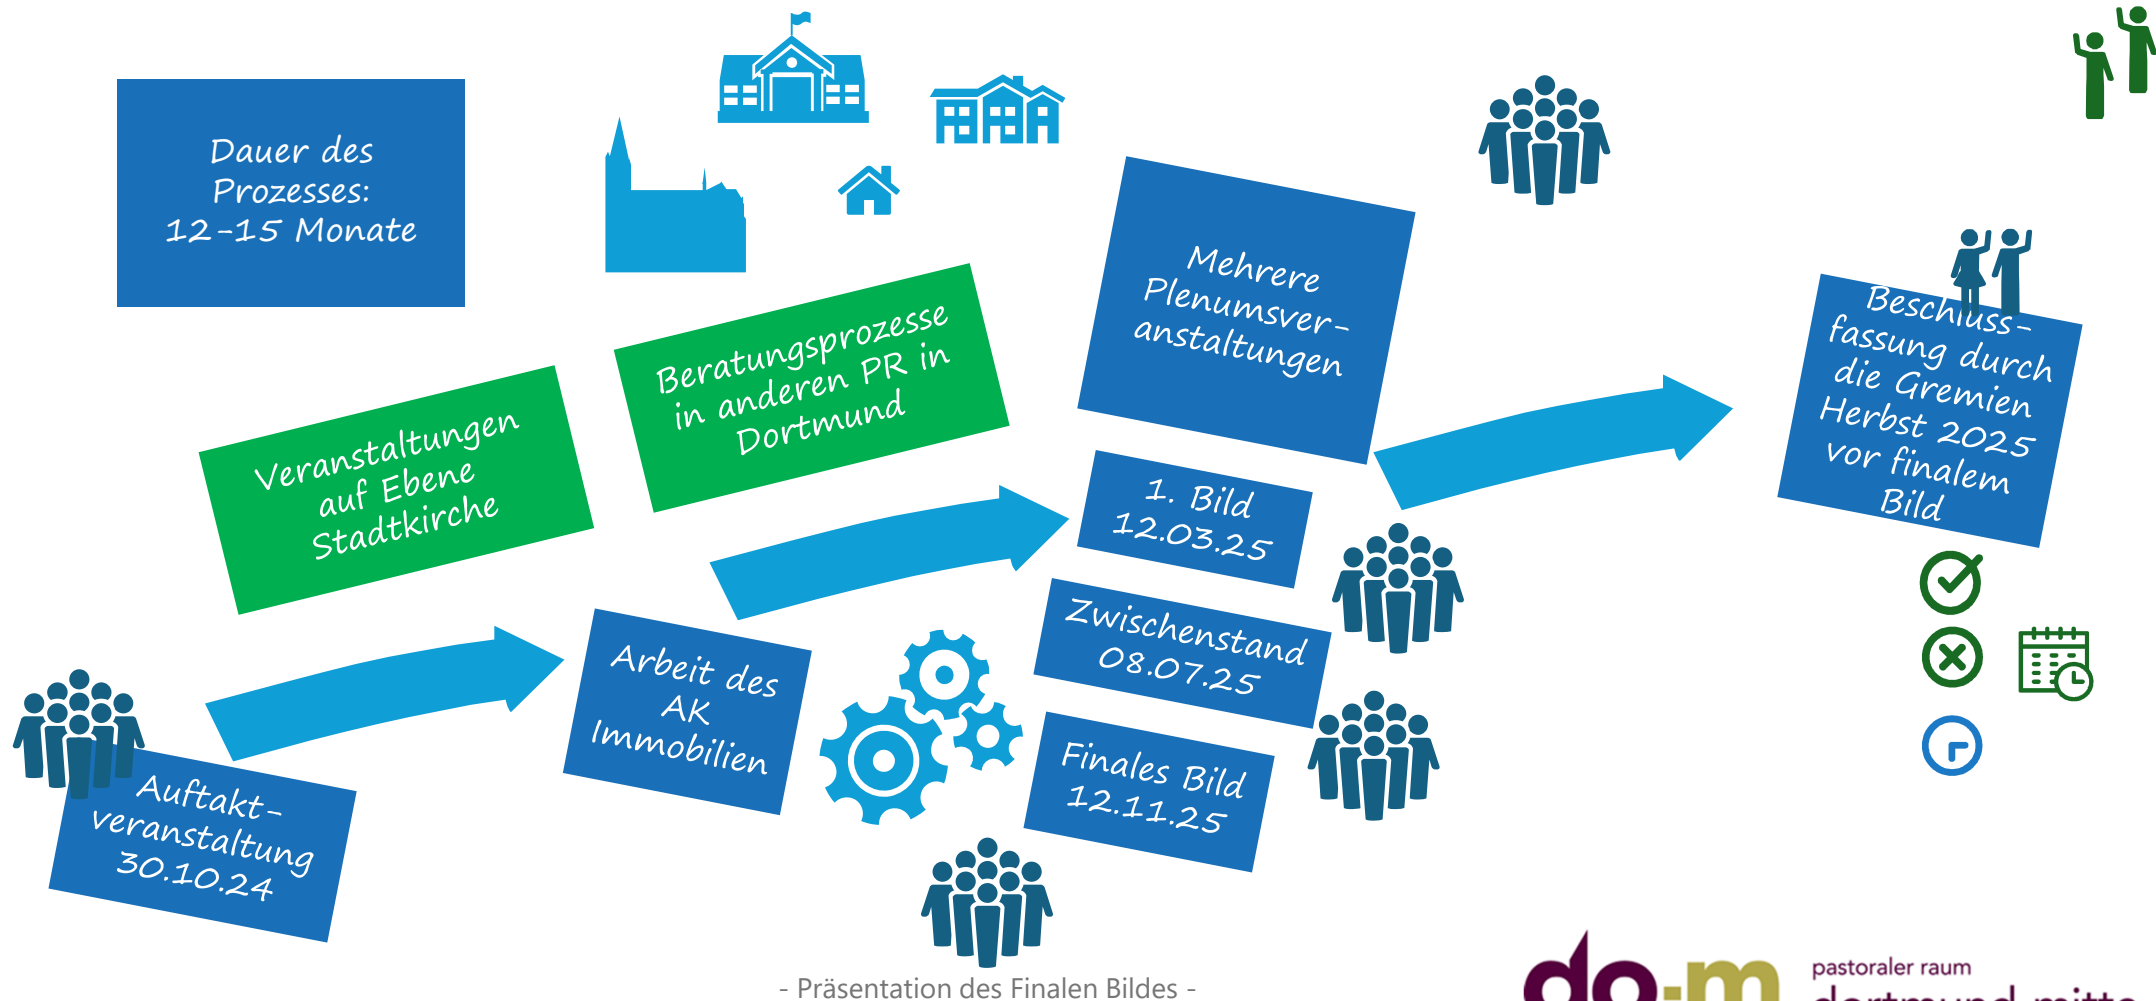 Dauer des
Prozesses:
12-15 Monate
Veranstaltungen
auf Ebene
Stadtkirche
Beratungsprozesse
in anderen PR in
Dortmund
Mehrere
Plenumsver-
anstaltungen
Beschluss-
fassung durch
die Gremien
Herbst 2025
vor finalem
Bild
1. Bild
12.03.25
Zwischenstand
08.07.25
Finales Bild
12.11.25
Arbeit des
AK
Immobilien
Auftakt-
veranstaltung
30.10.24
- Präsentation des Finalen Bildes -
do:m
pastoraler raum
dortmund mitte